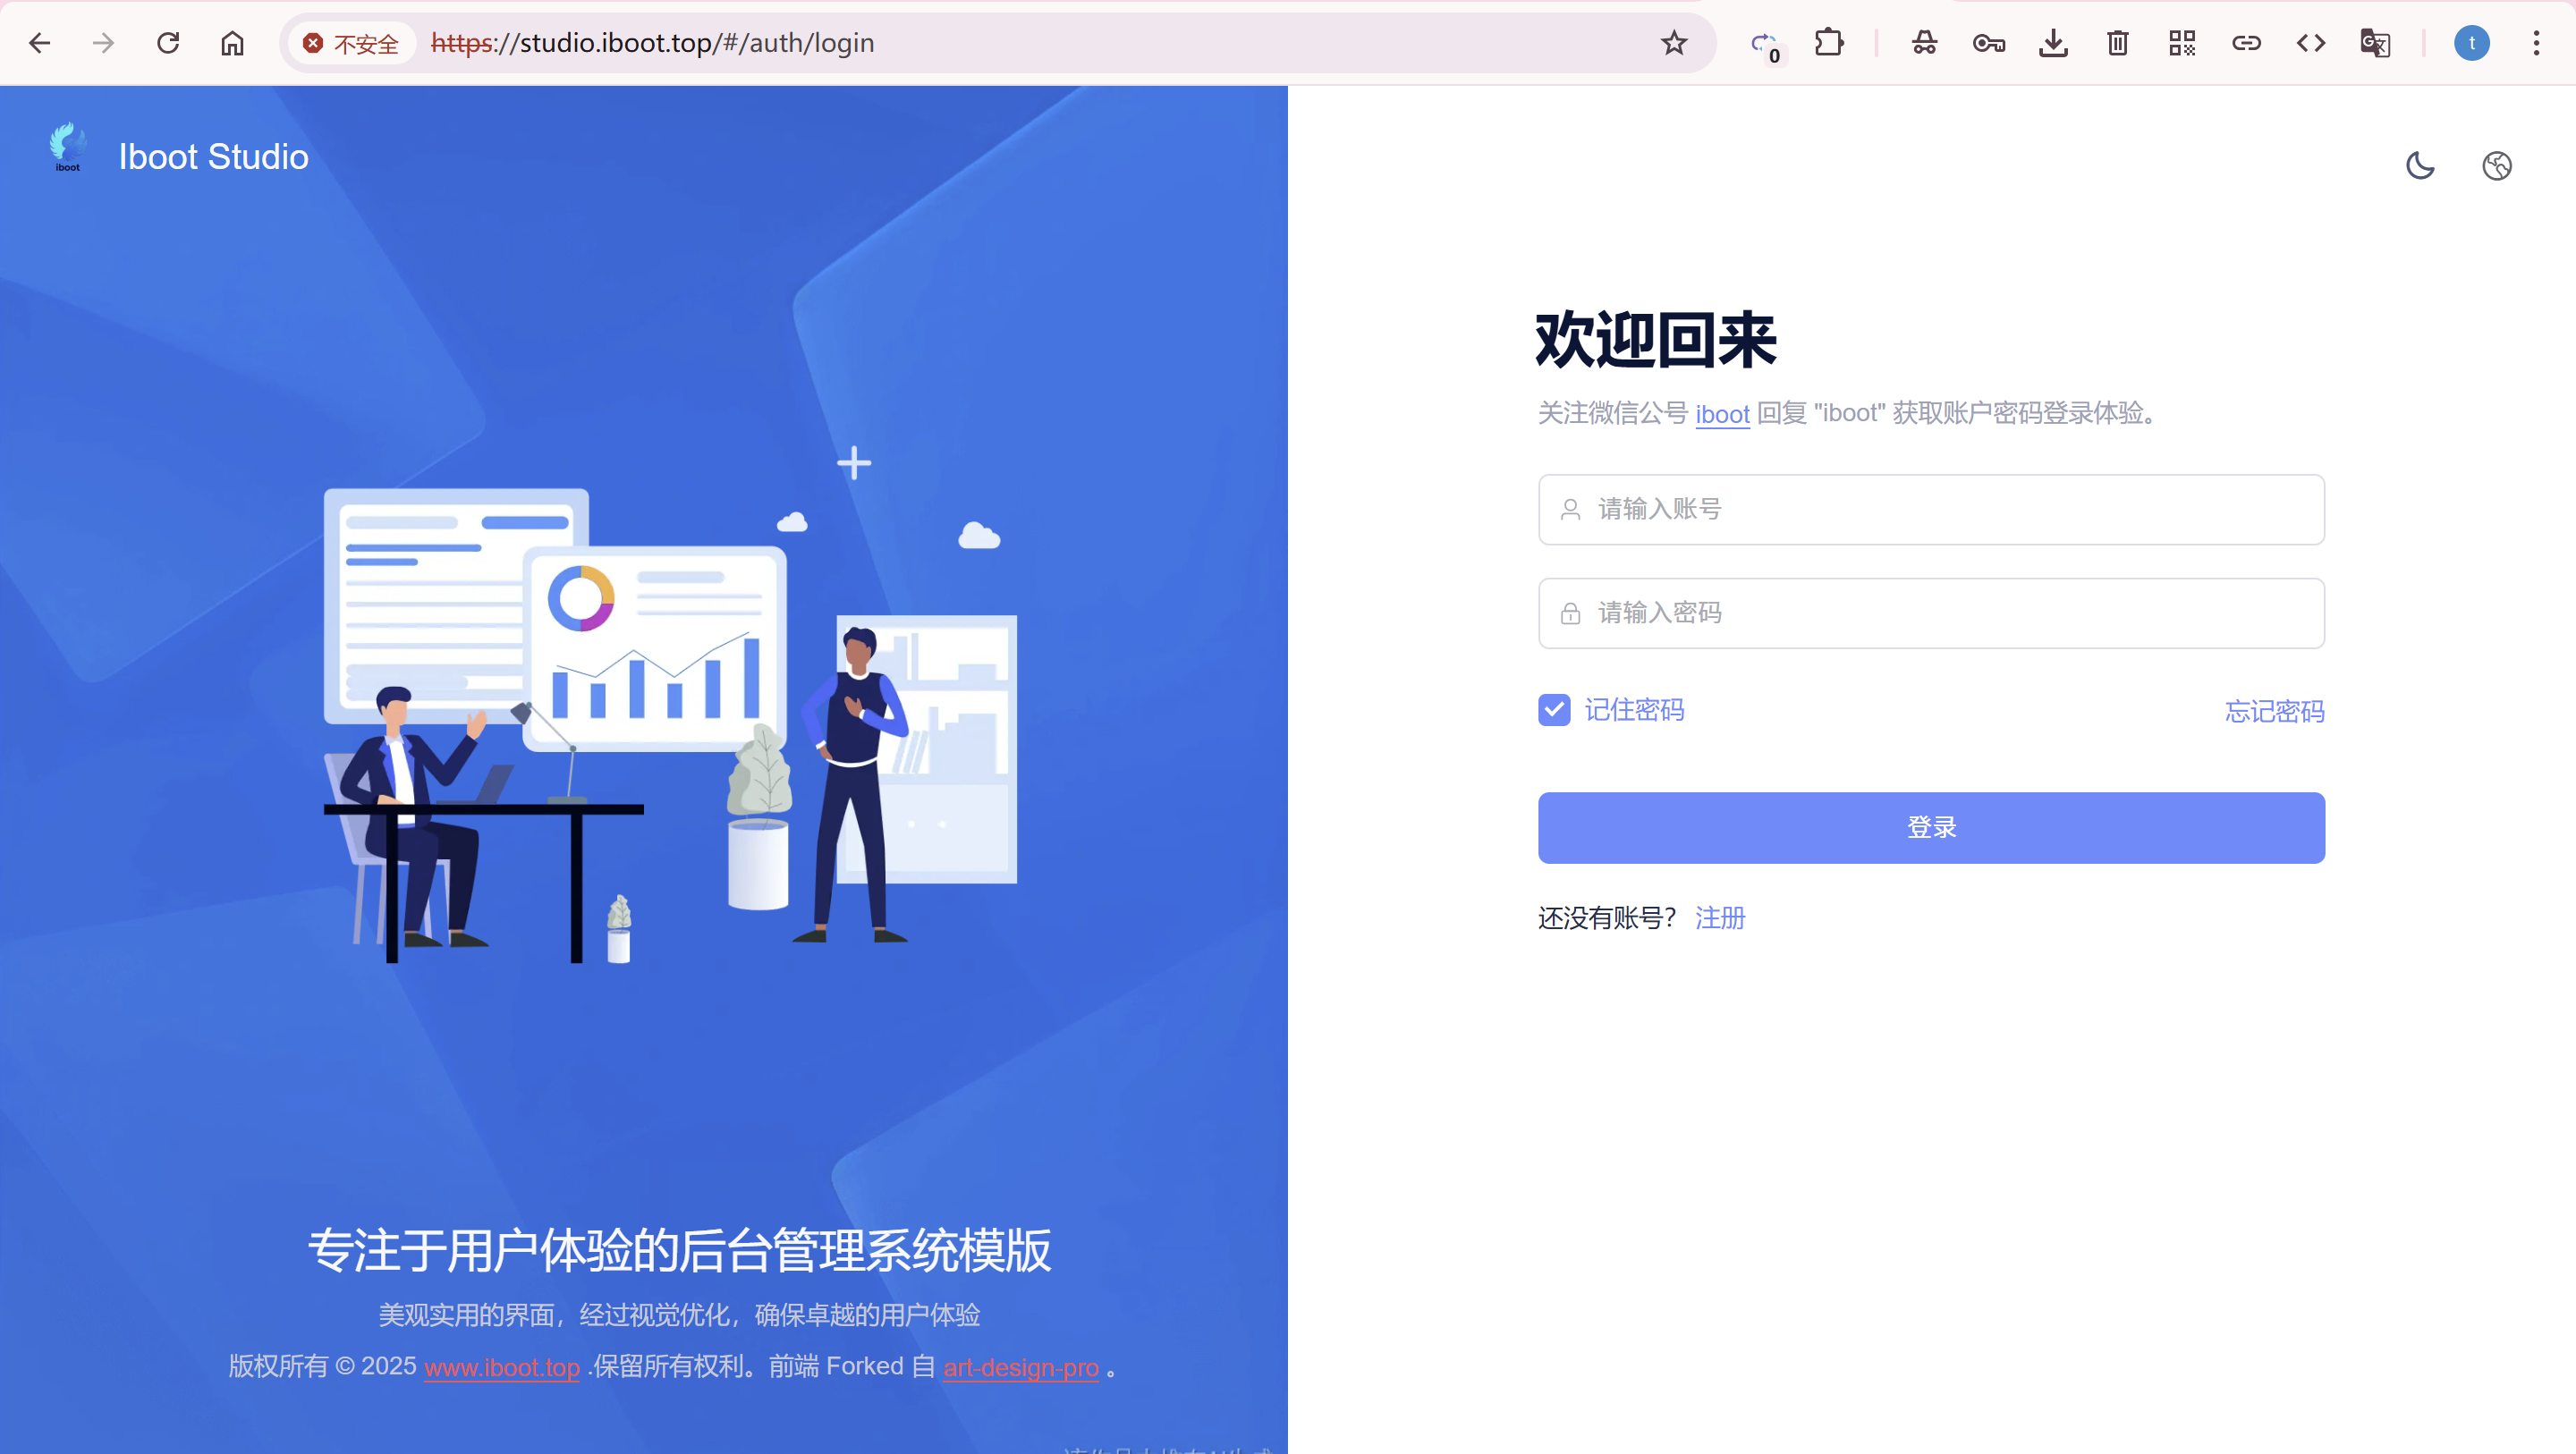 不安全 https://studio.iboot.top/#/auth/login
0
t
iboot
Iboot Studio
专注于用户体验的后台管理系统模版
美观实用的界面，经过视觉优化，确保卓越的用户体验
版权所有 © 2025 www.iboot.top .保留所有权利。前端 Forked 自 art-design-pro 。
欢迎回来
关注微信公号 iboot 回复 "iboot" 获取账户密码登录体验。
请输入账号
请输入密码
记住密码
忘记密码
登录
还没有账号？ 注册